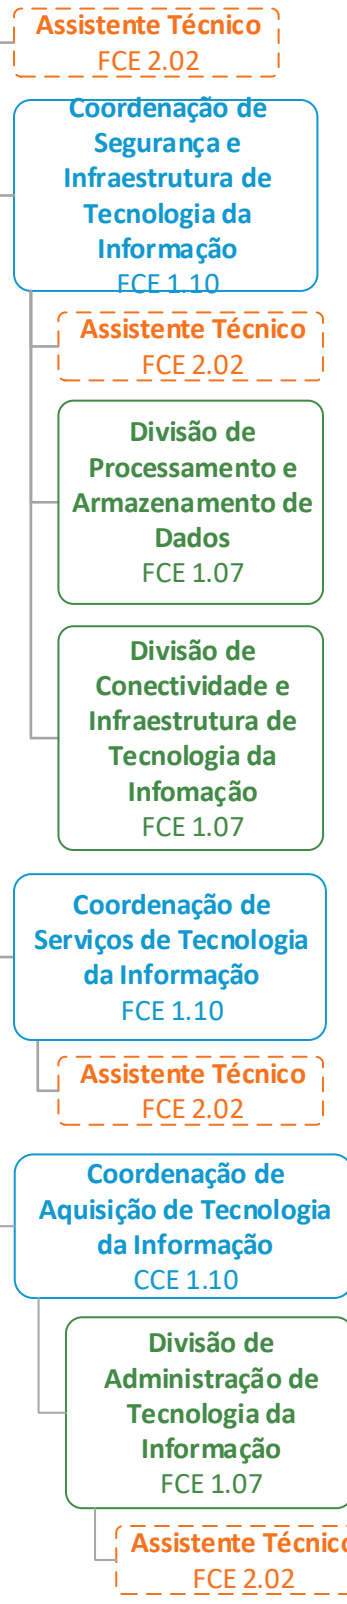 Assistente Técnico
FCE 2.02
Coordenação de
Segurança e
Infraestrutura de
Tecnologia da
Informação
FCE 1.10
Assistente Técnico
FCE 2.02
Divisão de
Processamento e
Armazenamento de
Dados
FCE 1.07
Divisão de
Conectividade e
Infraestrutura de
Tecnologia da
Infomação
FCE 1.07
Coordenação de
Serviços de Tecnologia
da Informação
FCE 1.10
Assistente Técnico
FCE 2.02
Coordenação de
Aquisição de Tecnologia
da Informação
CCE 1.10
Divisão de
Administração de
Tecnologia da
Informação
FCE 1.07
Assistente Técnico
FCE 2.02